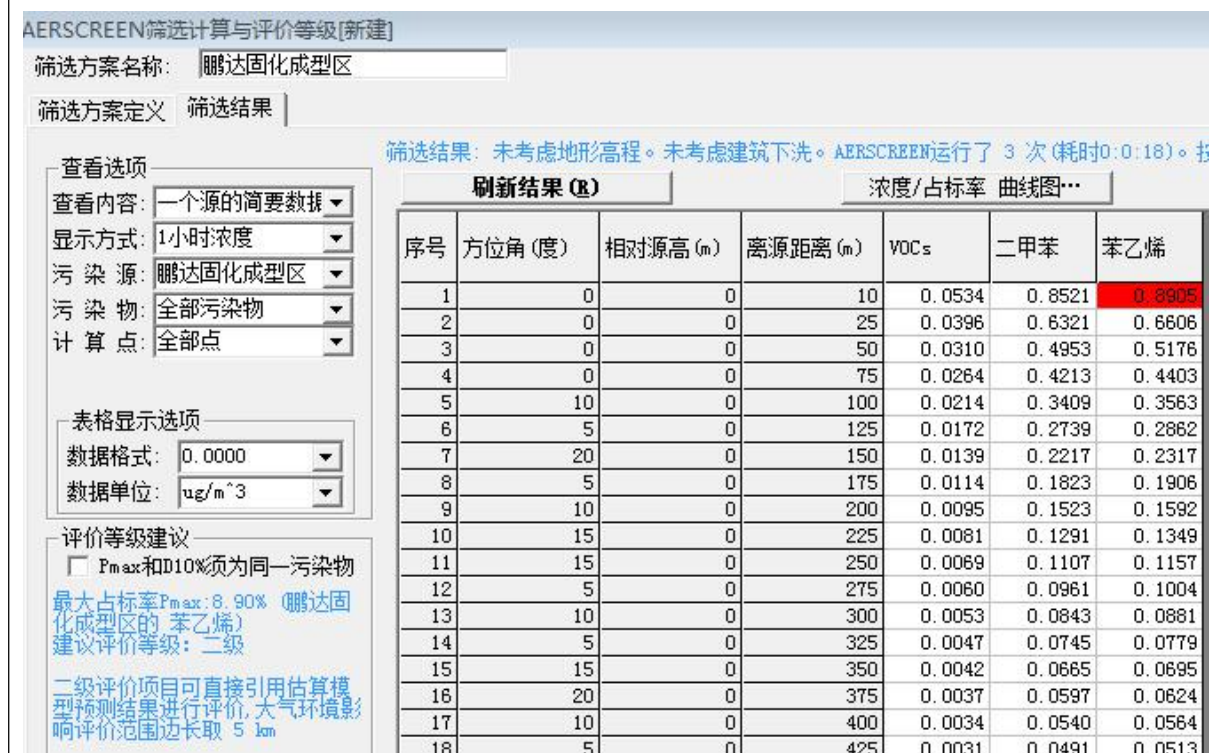 AERSCREEN筛选计算与评价等级[新建]
筛选方案名称: 鹏达固化成型区
筛选方案定义 筛选结果
筛选结果: 未考虑地形高程。未考虑建筑下洗。AERSCREEN运行了 3 次(耗时0:0:18)。按
刷新结果(R) 浓度/占标率 曲线图…
查看选项
查看内容: 一个源的简要数据
显示方式: 1小时浓度
污 染 源: 鹏达固化成型区
污 染 物: 全部污染物
计 算 点: 全部点
表格显示选项
数据格式: 0.0000
数据单位: ug/m^3
评价等级建议
Pmax和D10%须为同一污染物
最大占标率Pmax:8.90% (鹏达固
化成型区的 苯乙烯)
建议评价等级: 二级
二级评价项目可直接引用估算模
型预测结果进行评价,大气环境影
响评价范围边长取 5 km
序号 方位角(度) 相对源高(m) 离源距离(m) VOCs 二甲苯 苯乙烯
1 0 0 10 0.0534 0.8521 0.8905
2 0 0 25 0.0396 0.6321 0.6606
3 0 0 50 0.0310 0.4953 0.5176
4 0 0 75 0.0264 0.4213 0.4403
5 10 0 100 0.0214 0.3409 0.3563
6 5 0 125 0.0172 0.2739 0.2862
7 20 0 150 0.0139 0.2217 0.2317
8 5 0 175 0.0114 0.1823 0.1906
9 10 0 200 0.0095 0.1523 0.1592
10 15 0 225 0.0081 0.1291 0.1349
11 15 0 250 0.0069 0.1107 0.1157
12 5 0 275 0.0060 0.0961 0.1004
13 10 0 300 0.0053 0.0843 0.0881
14 5 0 325 0.0047 0.0745 0.0779
15 15 0 350 0.0042 0.0665 0.0695
16 20 0 375 0.0037 0.0597 0.0624
17 10 0 400 0.0034 0.0540 0.0564
18 5 0 425 0.0031 0.0491 0.0513